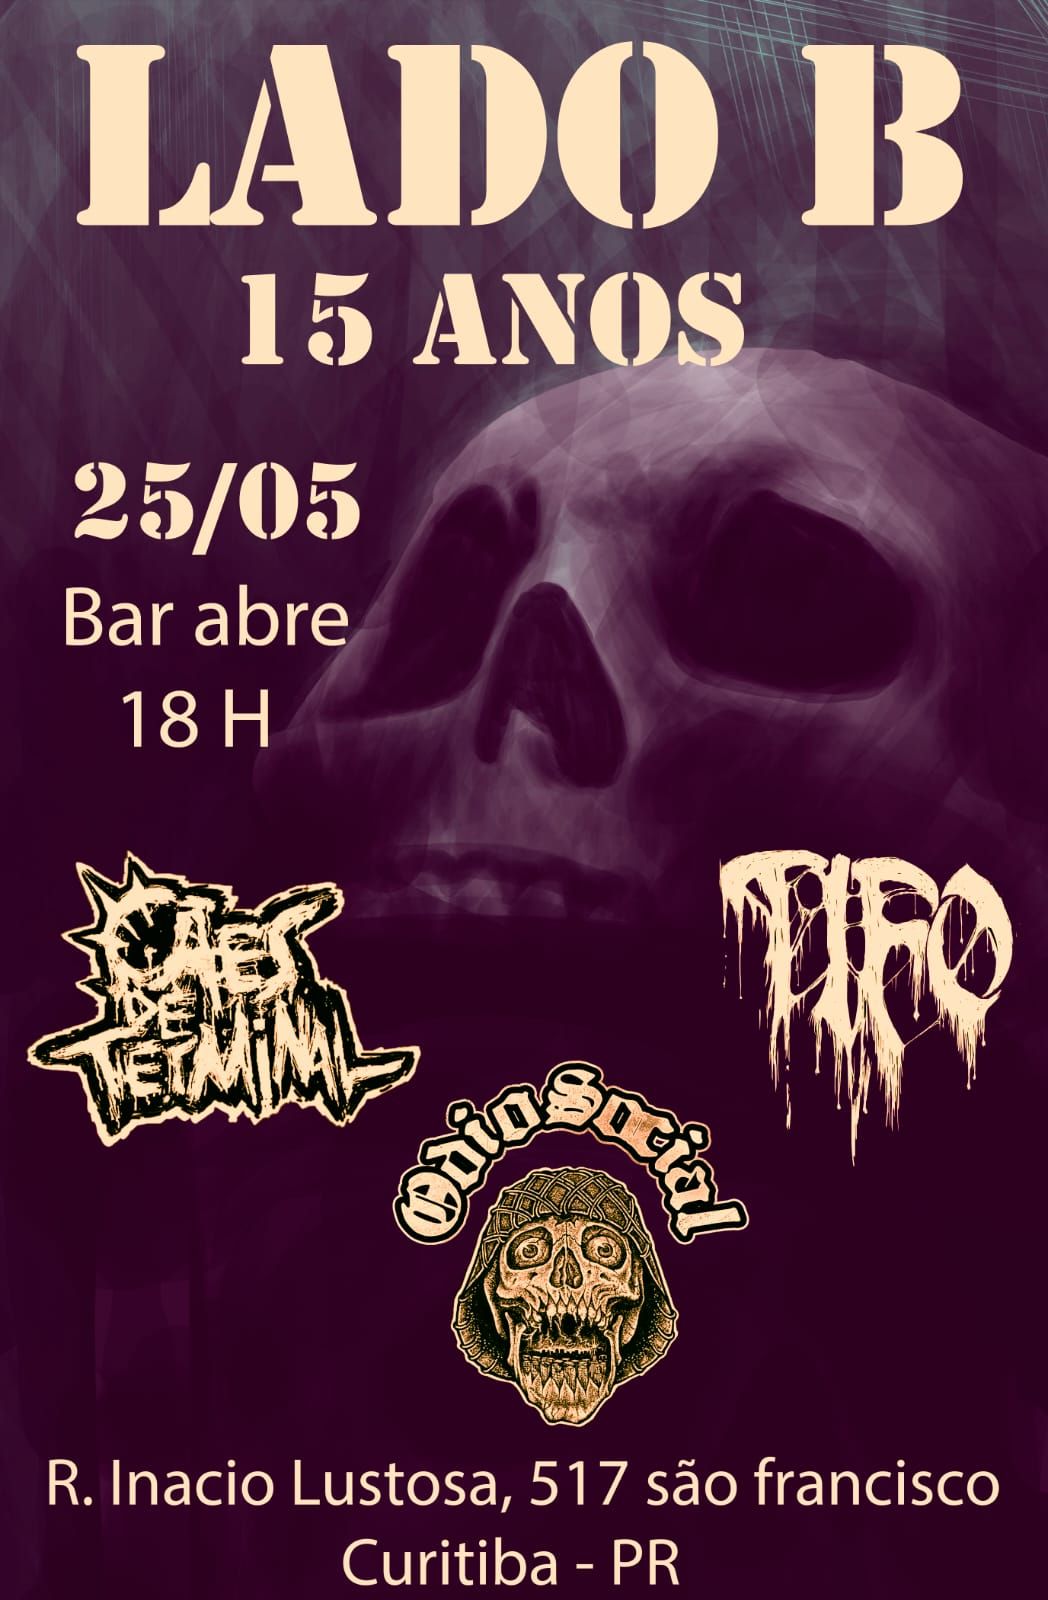 LADO B
15 ANOS
25/05
Bar abre
18 H
CÃES
DE
TERMINAL
TIFO
Odio Social
R. Inacio Lustosa, 517 são francisco
Curitiba - PR